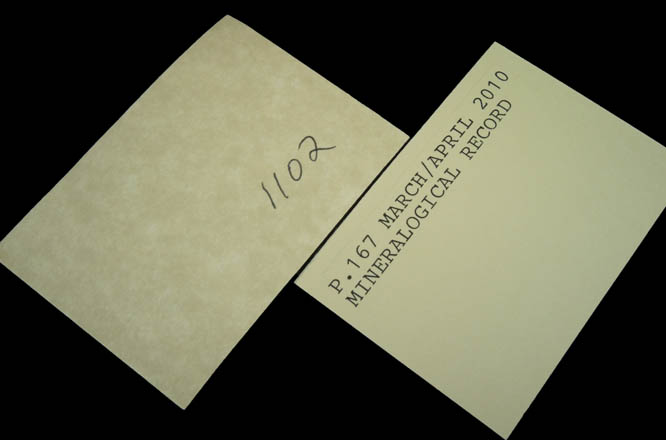 1102
P.167 MARCH/APRIL 2010
MINERALOGICAL RECORD